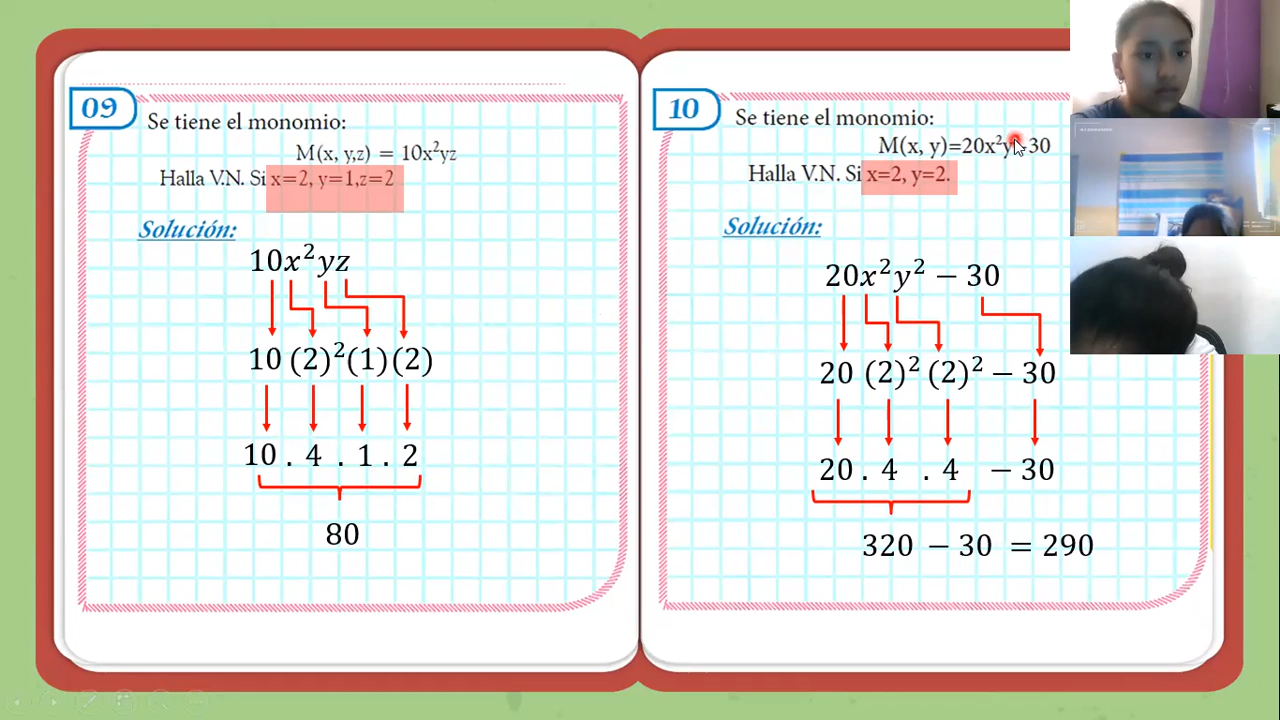 09
Se tiene el monomio:
M(x, y,z) = 10x²yz
Halla V.N. Si x=2, y=1,z=2
Solución:
10x²yz
10 (2)²(1)(2)
10 . 4 . 1 . 2
80
10
Se tiene el monomio:
M(x, y)=20x²y -30
Halla V.N. Si x=2, y=2.
Solución:
20x²y² − 30
20 (2)² (2)² − 30
20 . 4 . 4 − 30
320 − 30 = 290